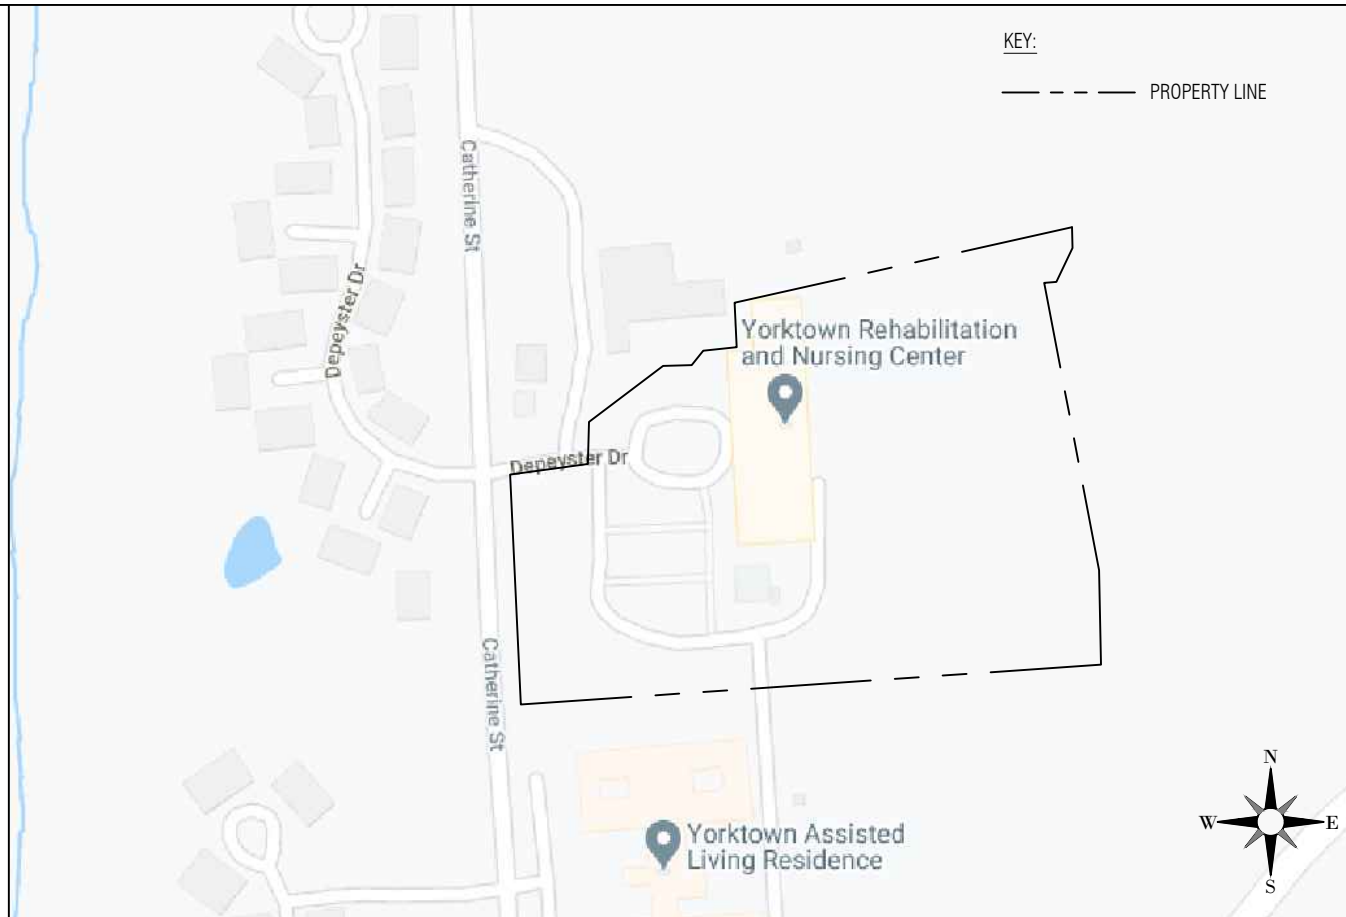 KEY:
PROPERTY LINE
Catherine St
Depeyster Dr
Yorktown Rehabilitation
and Nursing Center
Depeyster Dr
Catherine St
Yorktown Assisted
Living Residence
N
W
E
S